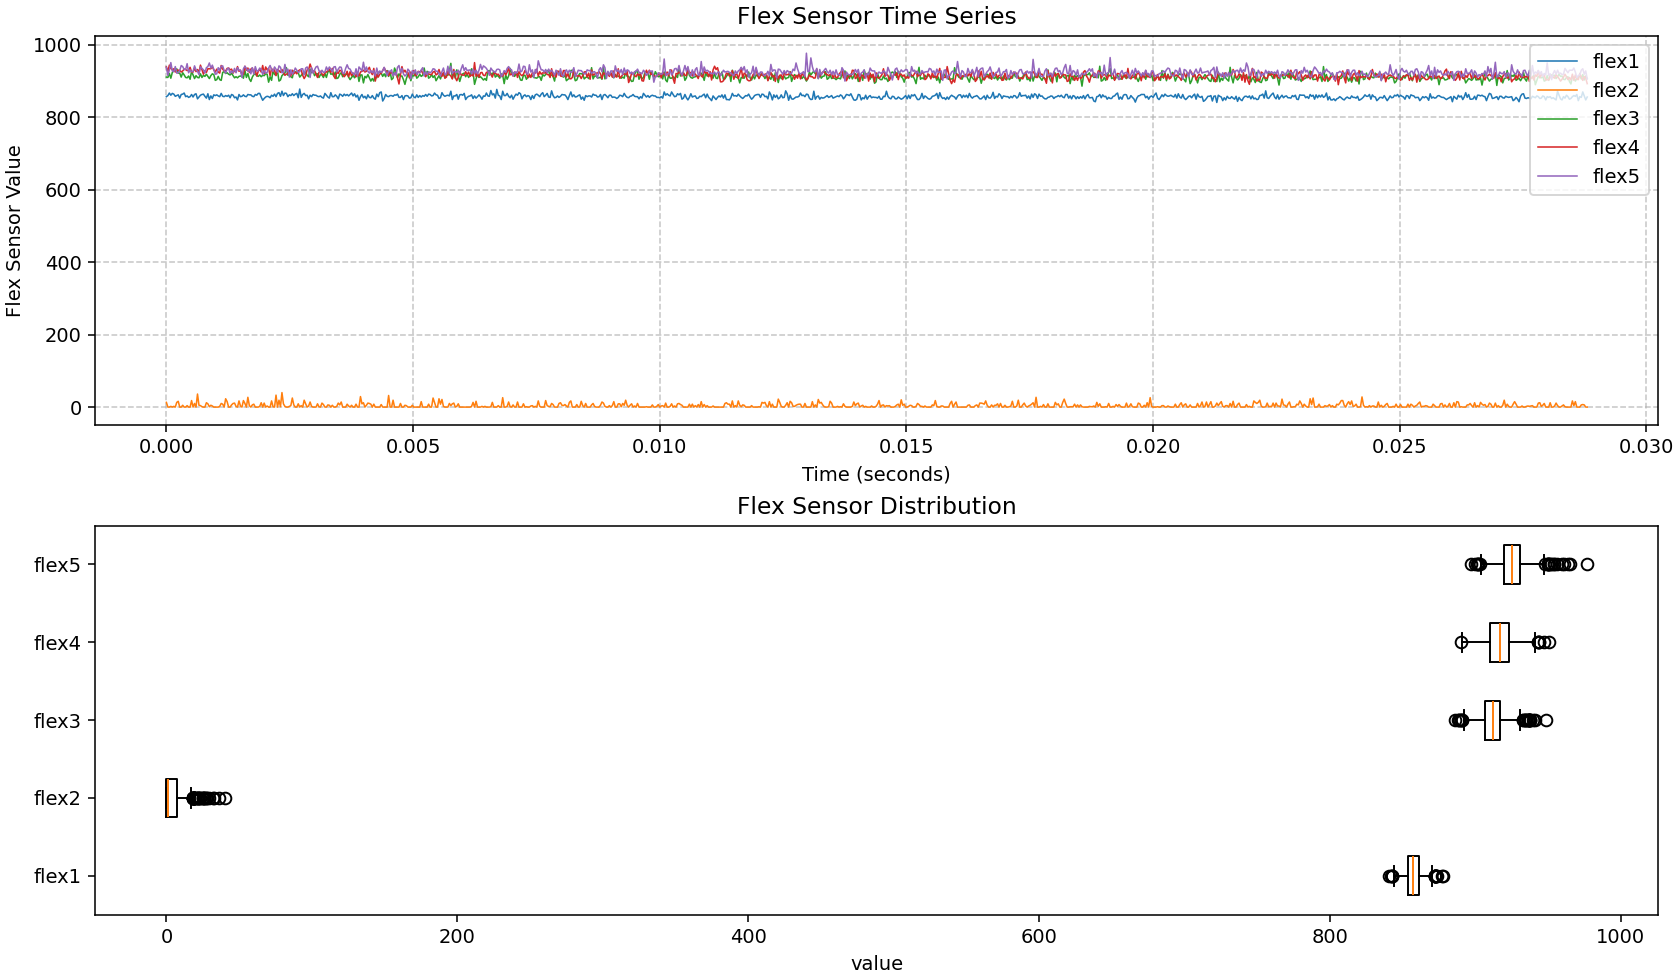 Flex Sensor Time Series
Flex Sensor Value
1000
800
600
400
200
0
flex1
flex2
flex3
flex4
flex5
0.000 0.005 0.010 0.015 0.020 0.025 0.030
Time (seconds)
Flex Sensor Distribution
flex5
flex4
flex3
flex2
flex1
0 200 400 600 800 1000
value